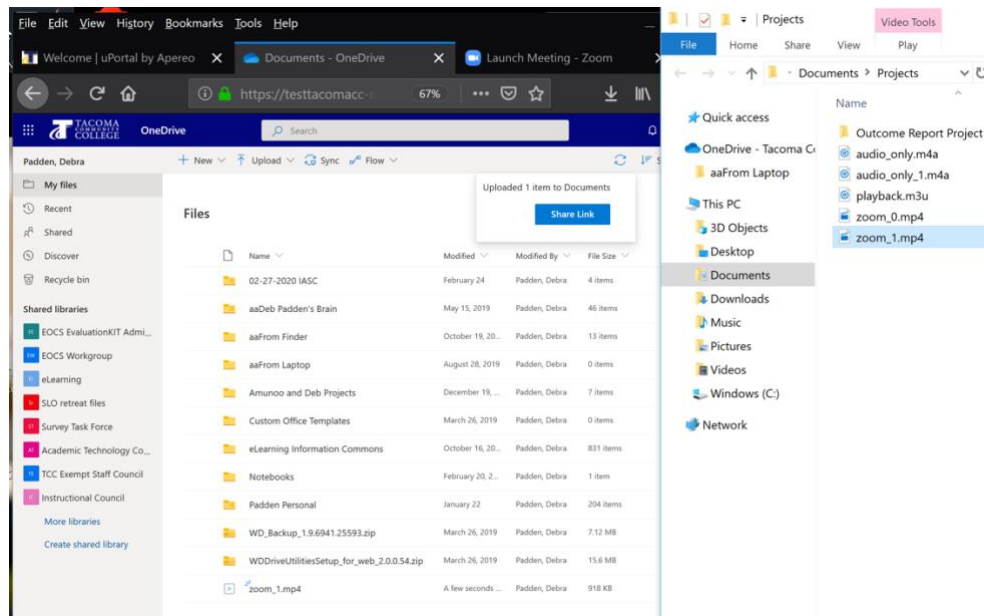 File Edit View History Bookmarks Tools Help
Welcome | uPortal by Apereo
Documents - OneDrive
Launch Meeting - Zoom
https://testtacomacc-
67%
TACOMA COMMUNITY COLLEGE
OneDrive
Search
Padden, Debra
+ New Upload Sync Flow
My files
Recent
Shared
Discover
Recycle bin
Shared libraries
EOCS EvaluationKIT Admi...
EOCS Workgroup
eLearning
SLO retreat files
Survey Task Force
Academic Technology Co...
TCC Exempt Staff Council
Instructional Council
More libraries
Create shared library
Uploaded 1 item to Documents
Share Link
Files
Name Modified Modified By File Size
02-27-2020 IASC February 24 Padden, Debra 4 items
aaDeb Padden's Brain May 15, 2019 Padden, Debra 46 items
aaFrom Finder October 19, 20... Padden, Debra 13 items
aaFrom Laptop August 28, 2019 Padden, Debra 0 items
Amunoo and Deb Projects December 19, ... Padden, Debra 7 items
Custom Office Templates March 26, 2019 Padden, Debra 0 items
eLearning Information Commons October 16, 20... Padden, Debra 831 items
Notebooks February 20, 2... Padden, Debra 1 item
Padden Personal January 22 Padden, Debra 204 items
WD_Backup_1.9.6941.25593.zip March 26, 2019 Padden, Debra 7.12 MB
WDDriveUtilitiesSetup_for_web_2.0.0.54.zip March 26, 2019 Padden, Debra 15.6 MB
zoom_1.mp4 A few seconds ... Padden, Debra 918 KB
Projects
Video Tools
File Home Share View Play
Documents > Projects
Name
Quick access
OneDrive - Tacoma Co
aaFrom Laptop
This PC
3D Objects
Desktop
Documents
Downloads
Music
Pictures
Videos
Windows (C:)
Network
Outcome Report Project
audio_only.m4a
audio_only_1.m4a
playback.m3u
zoom_0.mp4
zoom_1.mp4